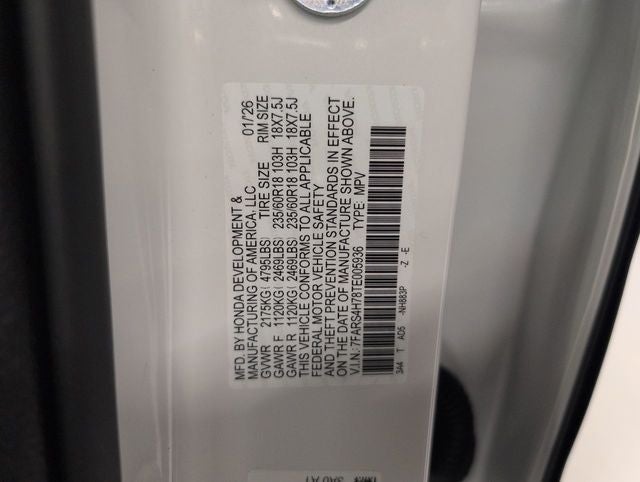 MFD. BY HONDA DEVELOPMENT &
MANUFACTURING OF AMERICA, LLC 01/26
GVWR 2175KG( 4795LBS) TIRE SIZE RIM SIZE
GAWR F 1120KG( 2469LBS) 235/60R18 103H 18X7.5J
GAWR R 1120KG( 2469LBS) 235/60R18 103H 18X7.5J
THIS VEHICLE CONFORMS TO ALL APPLICABLE
FEDERAL MOTOR VEHICLE SAFETY
AND THEFT PREVENTION STANDARDS IN EFFECT
ON THE DATE OF MANUFACTURE SHOWN ABOVE.
V.I.N.: 7FARS4H78TE005936 TYPE: MPV
3A4 T AD5 -NH883P -Z -E